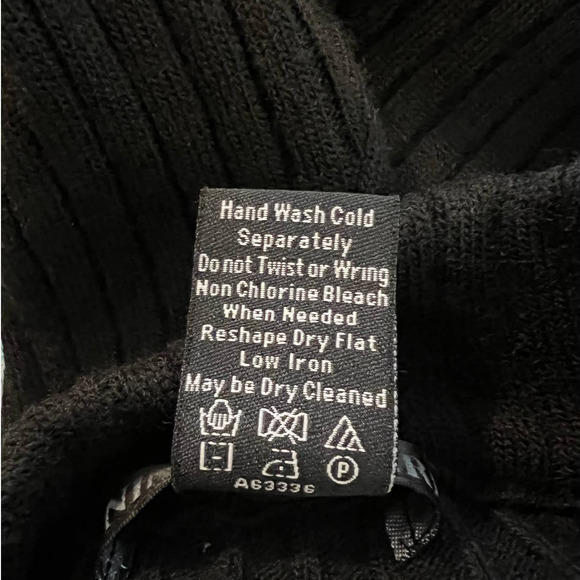 Hand Wash Cold
Separately
Do not Twist or Wring
Non Chlorine Bleach
When Needed
Reshape Dry Flat
Low Iron
May be Dry Cleaned
P
A63336